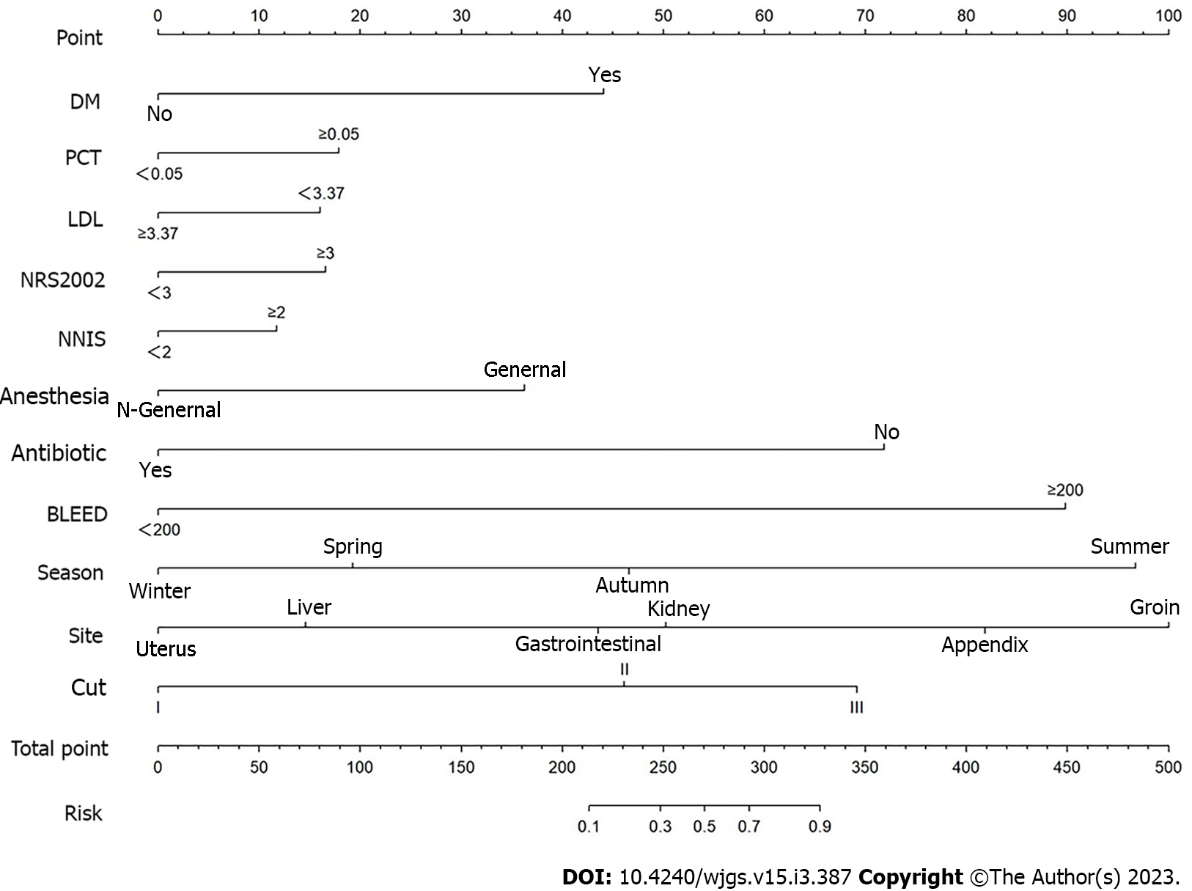 0 10 20 30 40 50 60 70 80 90 100
Point
Yes
DM
No
≥0.05
PCT
<0.05
<3.37
LDL
≥3.37
≥3
NRS2002
<3
≥2
NNIS
<2
Genernal
Anesthesia
N-Genernal
No
Antibiotic
Yes
≥200
BLEED
<200
Spring Summer
Season
Winter Autumn
Liver Kidney Groin
Site
Uterus Gastrointestinal Appendix
II
Cut
I III
Total point
0 50 100 150 200 250 300 350 400 450 500
Risk
0.1 0.3 0.5 0.7 0.9
DOI: 10.4240/wjgs.v15.i3.387 Copyright ©The Author(s) 2023.